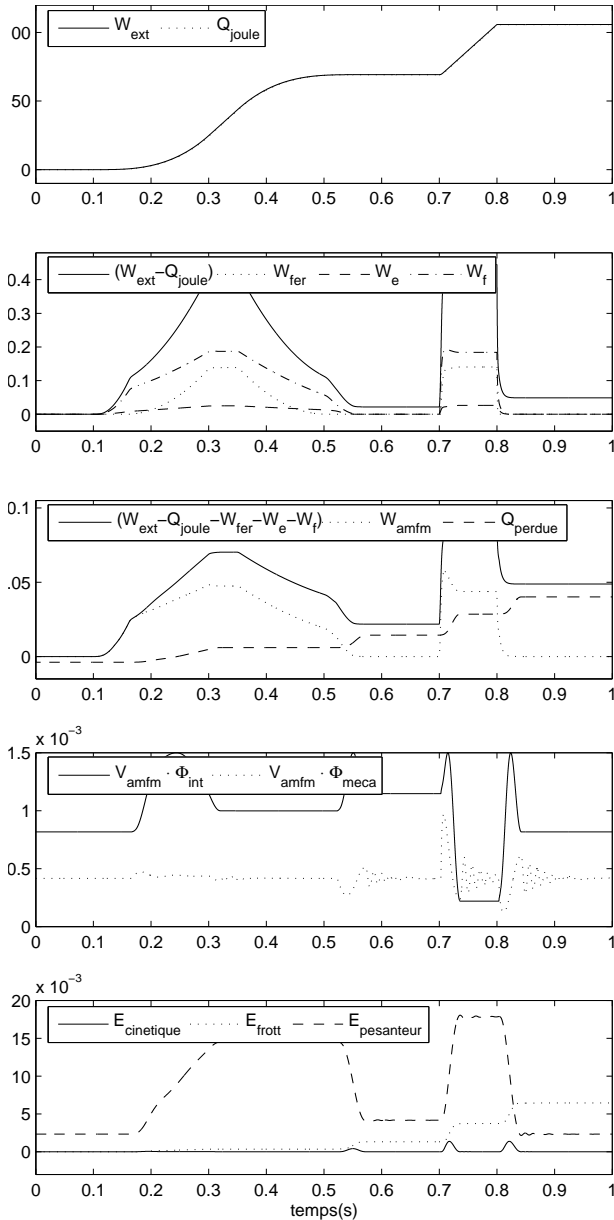 W_ext Q_joule
00
50
0
0 0.1 0.2 0.3 0.4 0.5 0.6 0.7 0.8 0.9 1
(W_ext−Q_joule) W_fer W_e W_f
0.4
0.3
0.2
0.1
0
0 0.1 0.2 0.3 0.4 0.5 0.6 0.7 0.8 0.9 1
(W_ext−Q_joule−W_fer−W_e−W_f) W_amfm Q_perdue
0.1
.05
0
0 0.1 0.2 0.3 0.4 0.5 0.6 0.7 0.8 0.9 1
x 10^−3
V_amfm · Φ_int V_amfm · Φ_meca
1.5
1
0.5
0
0 0.1 0.2 0.3 0.4 0.5 0.6 0.7 0.8 0.9 1
x 10^−3
E_cinetique E_frott E_pesanteur
20
15
10
5
0
0 0.1 0.2 0.3 0.4 0.5 0.6 0.7 0.8 0.9 1
temps(s)